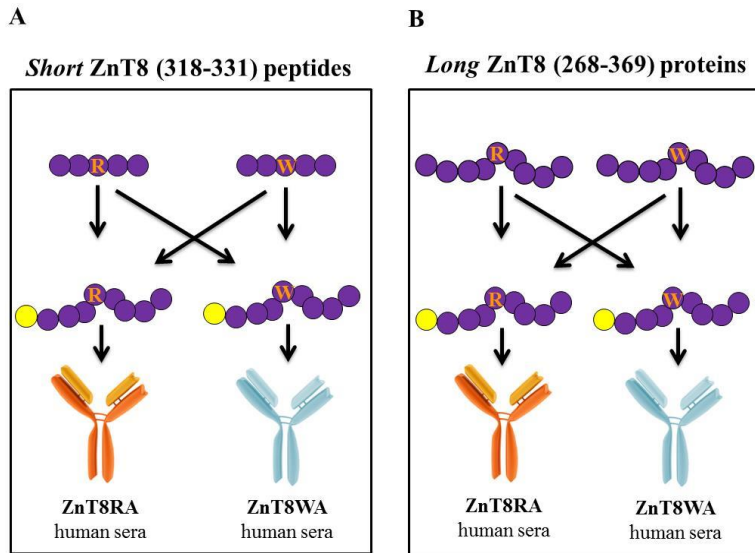 A
Short ZnT8 (318-331) peptides
R
W
R
W
ZnT8RA
human sera
ZnT8WA
human sera
B
Long ZnT8 (268-369) proteins
R
W
R
W
ZnT8RA
human sera
ZnT8WA
human sera